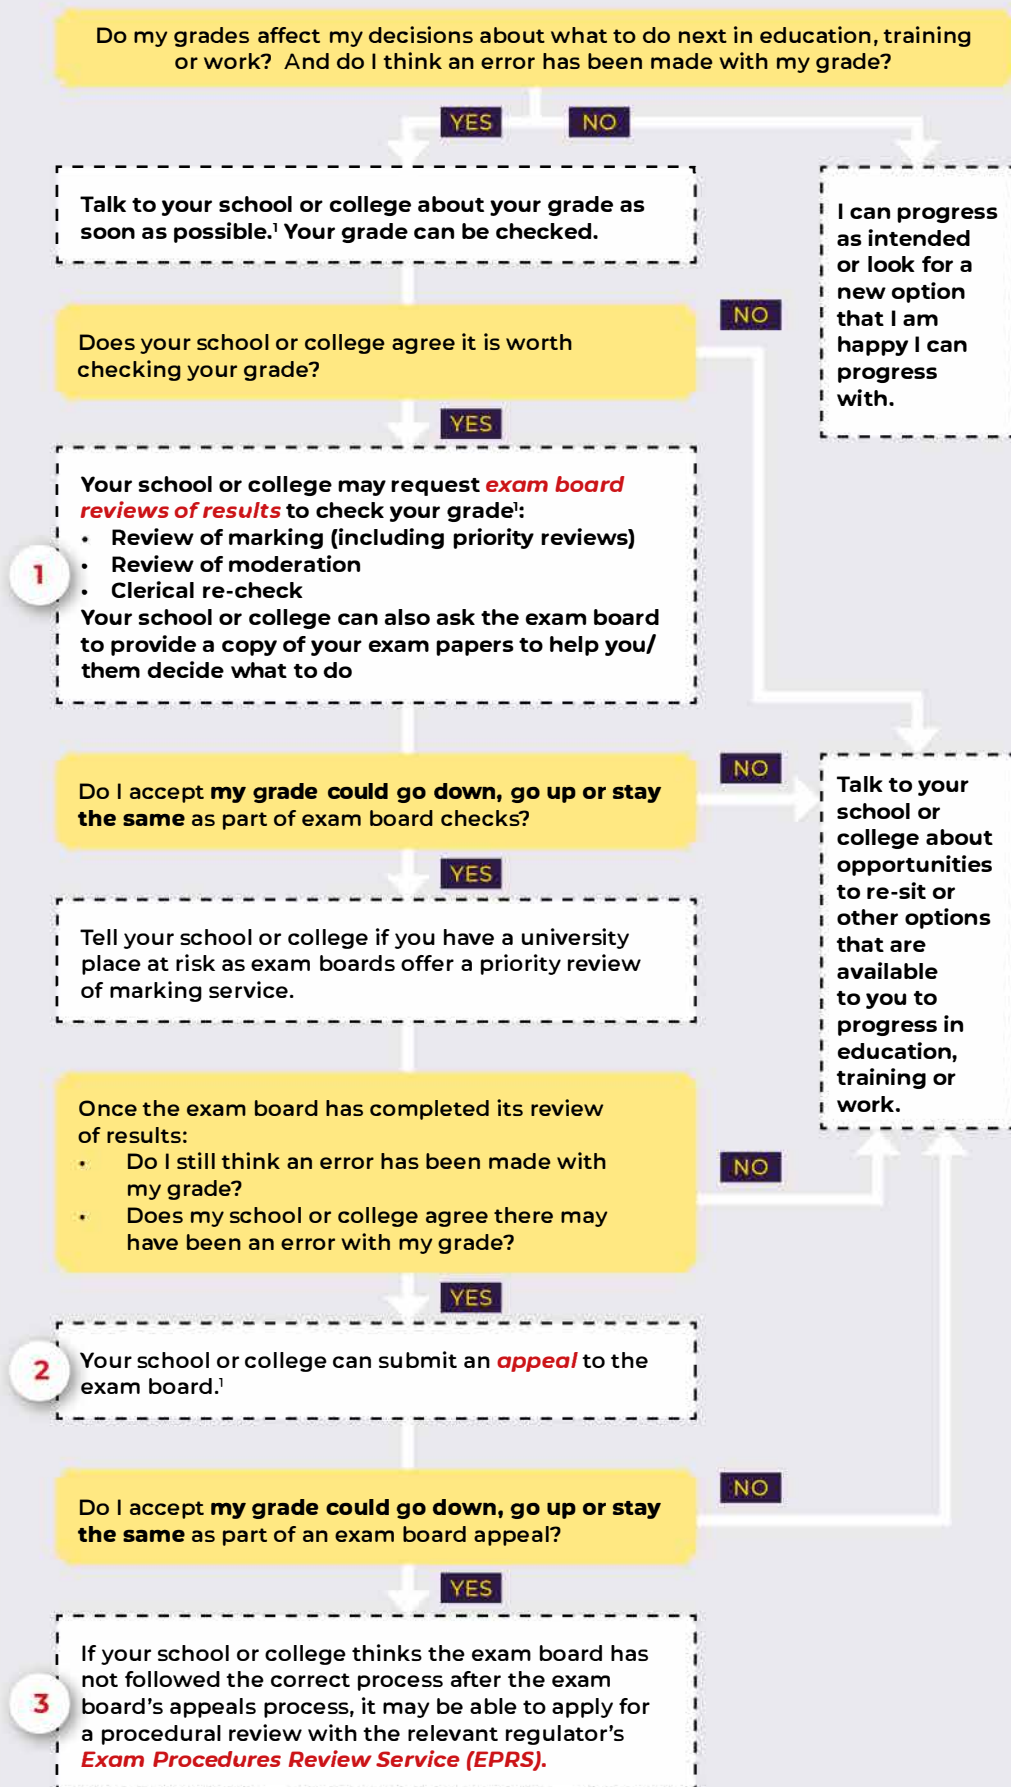 Do my grades affect my decisions about what to do next in education, training
or work? And do I think an error has been made with my grade?
YES
NO
Talk to your school or college about your grade as
soon as possible.¹ Your grade can be checked.
I can progress
as intended
or look for a
new option
that I am
happy I can
progress
with.
Does your school or college agree it is worth
checking your grade?
NO
YES
1
Your school or college may request exam board
reviews of results to check your grade¹:
• Review of marking (including priority reviews)
• Review of moderation
• Clerical re-check
Your school or college can also ask the exam board
to provide a copy of your exam papers to help you/
them decide what to do
Do I accept my grade could go down, go up or stay
the same as part of exam board checks?
NO
YES
Talk to your
school or
college about
opportunities
to re-sit or
other options
that are
available
to you to
progress in
education,
training or
work.
Tell your school or college if you have a university
place at risk as exam boards offer a priority review
of marking service.
Once the exam board has completed its review
of results:
• Do I still think an error has been made with
my grade?
• Does my school or college agree there may
have been an error with my grade?
NO
YES
2
Your school or college can submit an appeal to the
exam board.¹
Do I accept my grade could go down, go up or stay
the same as part of an exam board appeal?
NO
YES
3
If your school or college thinks the exam board has
not followed the correct process after the exam
board's appeals process, it may be able to apply for
a procedural review with the relevant regulator's
Exam Procedures Review Service (EPRS).